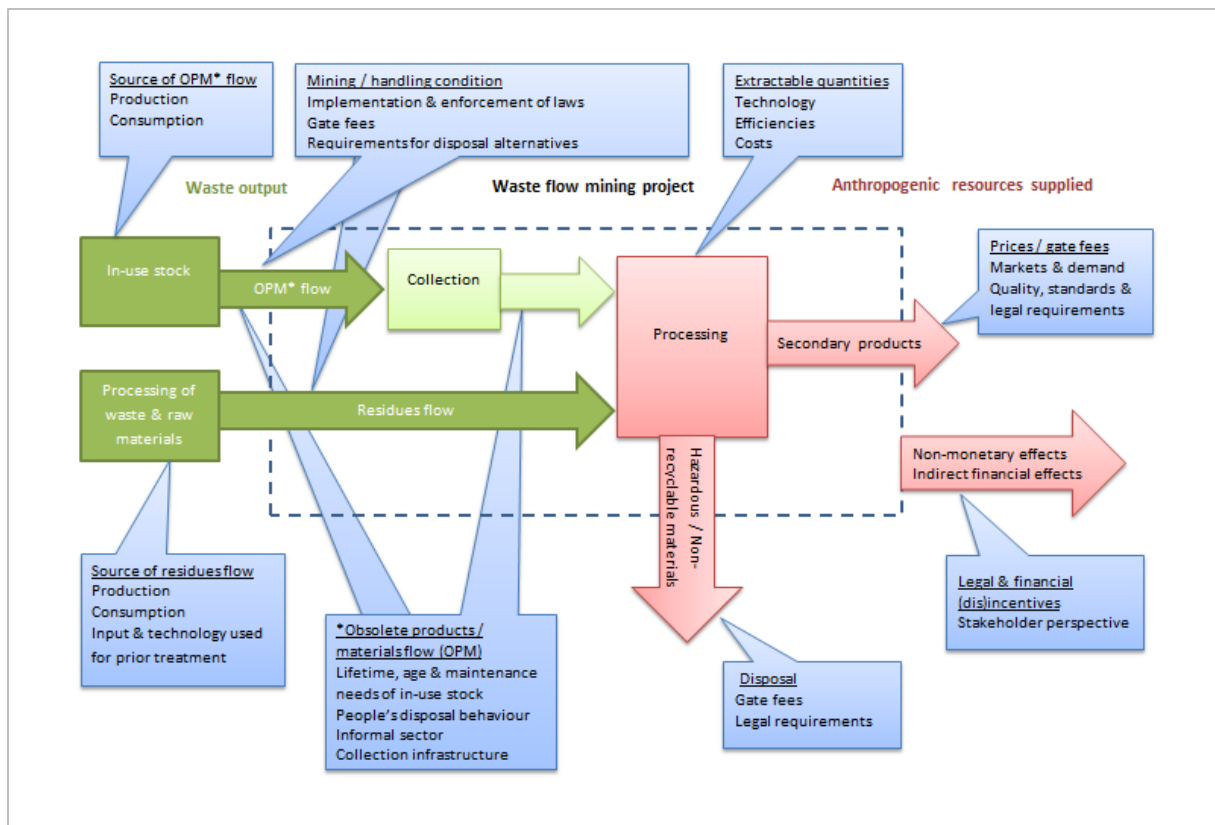 Source of OPM* flow
Production
Consumption
Mining / handling condition
Implementation & enforcement of laws
Gate fees
Requirements for disposal alternatives
Extractable quantities
Technology
Efficiencies
Costs
Waste output
Waste flow mining project
Anthropogenic resources supplied
In-use stock
OPM* flow
Collection
Processing
Secondary products
Prices / gate fees
Markets & demand
Quality, standards &
legal requirements
Processing of
waste & raw
materials
Residues flow
Hazardous / Non-
recyclable materials
Non-monetary effects
Indirect financial effects
Source of residues flow
Production
Consumption
Input & technology used
for prior treatment
*Obsolete products /
materials flow (OPM)
Lifetime, age & maintenance
needs of in-use stock
People's disposal behaviour
Informal sector
Collection infrastructure
Disposal
Gate fees
Legal requirements
Legal & financial
(dis)incentives
Stakeholder perspective